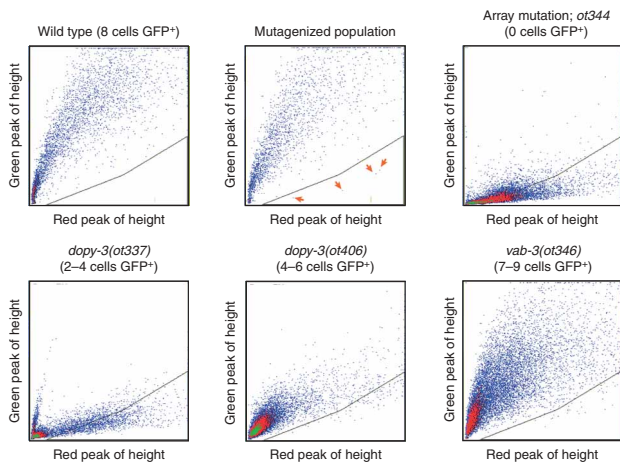 Wild type (8 cells GFP+)
Green peak of height
Red peak of height
Mutagenized population
Green peak of height
Red peak of height
Array mutation; ot344
(0 cells GFP+)
Green peak of height
Red peak of height
dopy-3(ot337)
(2–4 cells GFP+)
Green peak of height
Red peak of height
dopy-3(ot406)
(4–6 cells GFP+)
Green peak of height
Red peak of height
vab-3(ot346)
(7–9 cells GFP+)
Green peak of height
Red peak of height